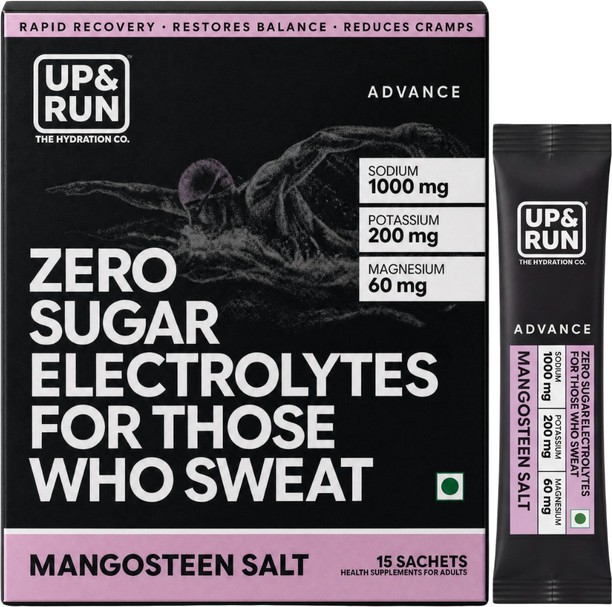 RAPID RECOVERY · RESTORES BALANCE · REDUCES CRAMPS
UP&
RUN
THE HYDRATION CO.
ADVANCE
SODIUM
1000 mg
POTASSIUM
200 mg
MAGNESIUM
60 mg
ZERO
SUGAR
ELECTROLYTES
FOR THOSE
WHO SWEAT
MANGOSTEEN SALT
15 SACHETS
HEALTH SUPPLEMENTS FOR ADULTS
UP&
RUN
THE HYDRATION CO.
ADVANCE
ZERO SUGAR ELECTROLYTES
FOR THOSE WHO SWEAT
SODIUM
1000 mg
POTASSIUM
200 mg
MAGNESIUM
60 mg
MANGOSTEEN SALT